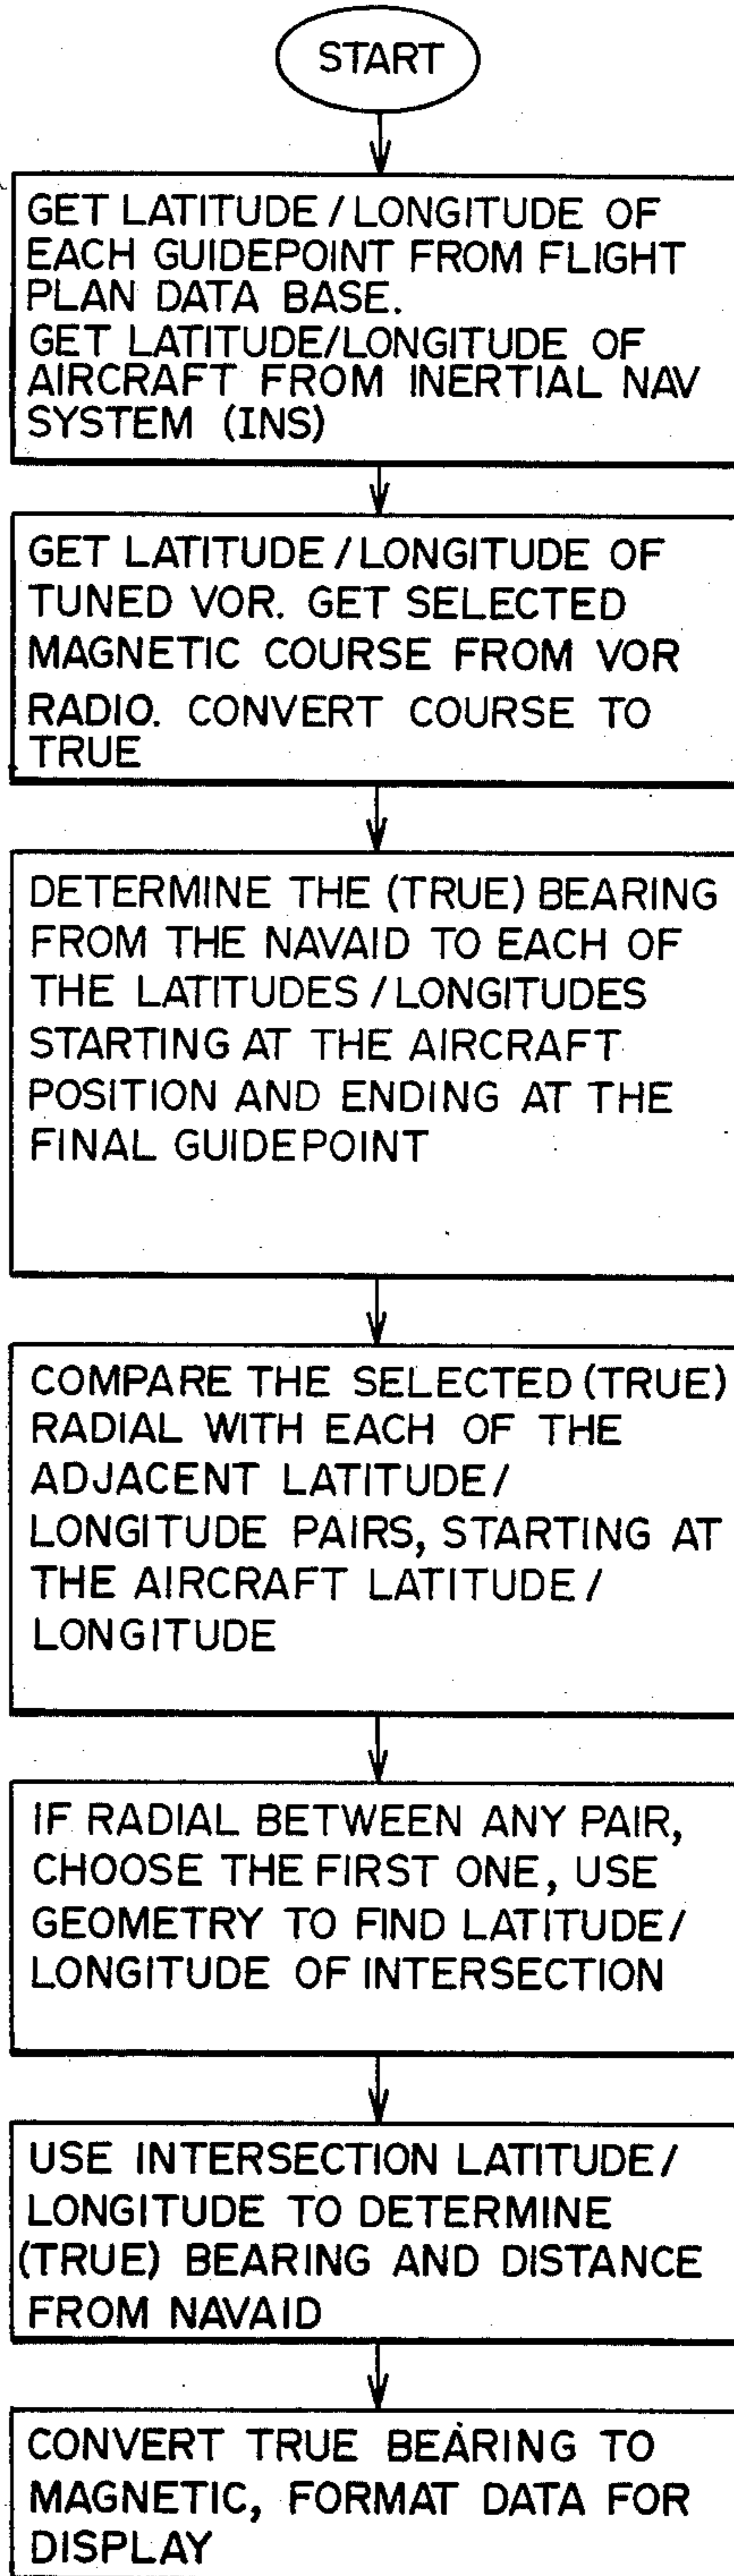 START
GET LATITUDE / LONGITUDE OF
EACH GUIDEPOINT FROM FLIGHT
PLAN DATA BASE.
GET LATITUDE/LONGITUDE OF
AIRCRAFT FROM INERTIAL NAV
SYSTEM (INS)
GET LATITUDE / LONGITUDE OF
TUNED VOR. GET SELECTED
MAGNETIC COURSE FROM VOR
RADIO. CONVERT COURSE TO
TRUE
DETERMINE THE (TRUE) BEARING
FROM THE NAVAID TO EACH OF
THE LATITUDES / LONGITUDES
STARTING AT THE AIRCRAFT
POSITION AND ENDING AT THE
FINAL GUIDEPOINT
COMPARE THE SELECTED (TRUE)
RADIAL WITH EACH OF THE
ADJACENT LATITUDE/
LONGITUDE PAIRS, STARTING AT
THE AIRCRAFT LATITUDE /
LONGITUDE
IF RADIAL BETWEEN ANY PAIR,
CHOOSE THE FIRST ONE, USE
GEOMETRY TO FIND LATITUDE/
LONGITUDE OF INTERSECTION
USE INTERSECTION LATITUDE/
LONGITUDE TO DETERMINE
(TRUE) BEARING AND DISTANCE
FROM NAVAID
CONVERT TRUE BEARING TO
MAGNETIC, FORMAT DATA FOR
DISPLAY